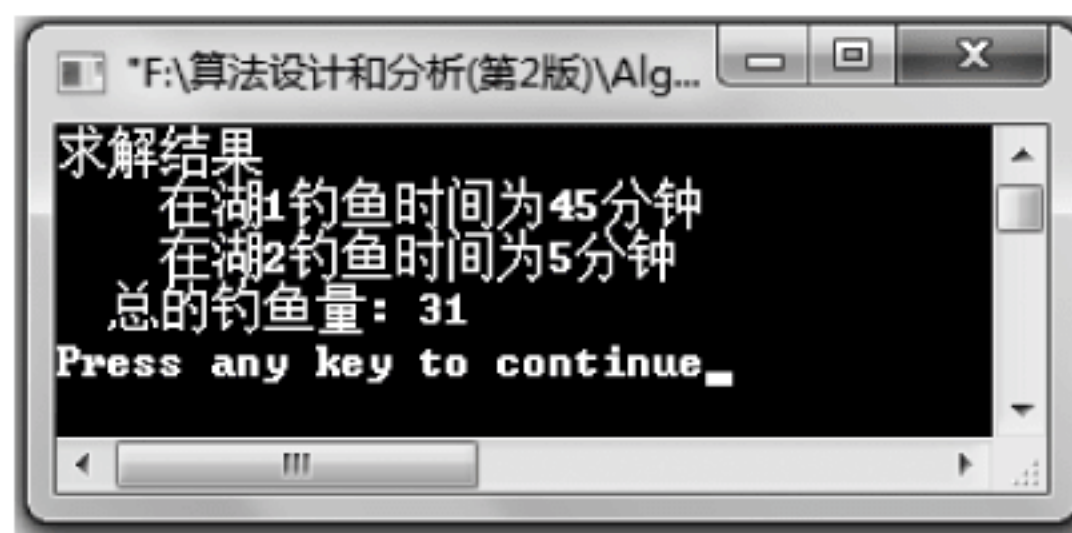 "F:\算法设计和分析(第2版)\Alg...
求解结果
在湖1钓鱼时间为45分钟
在湖2钓鱼时间为5分钟
总的钓鱼量: 31
Press any key to continue